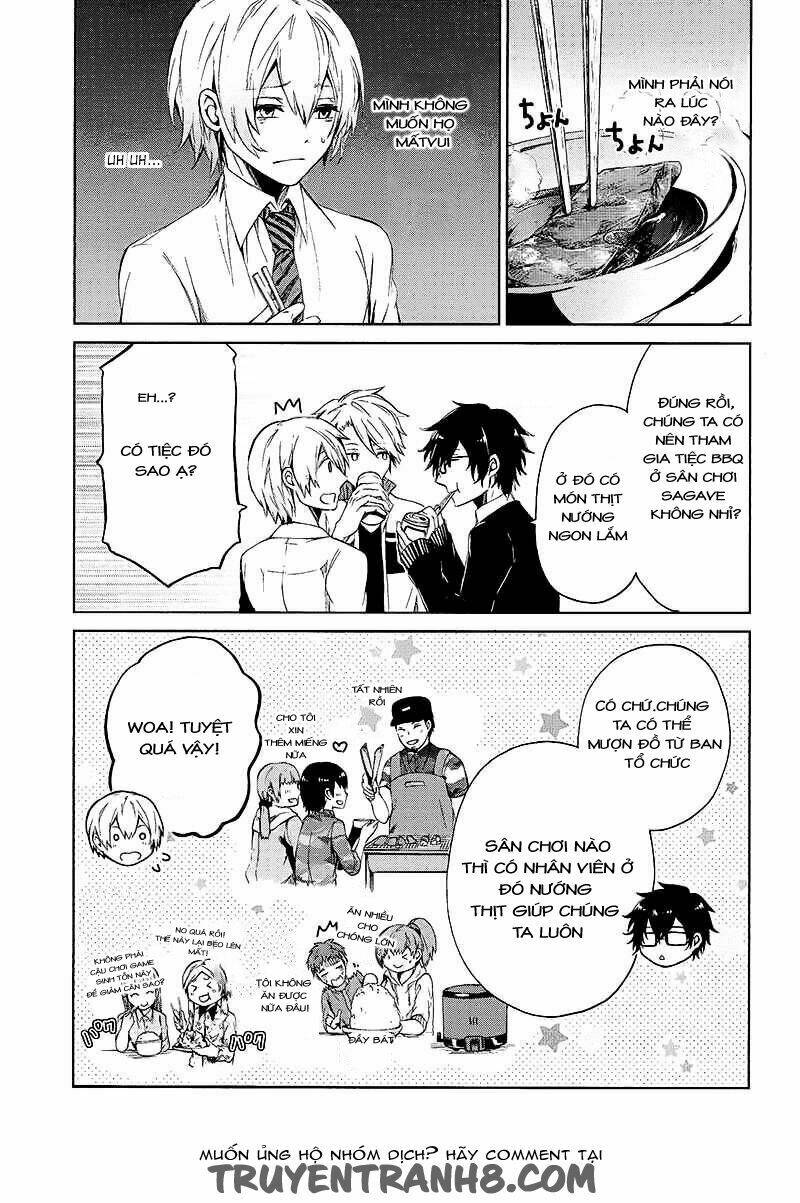 MÌNH PHẢI NÓI
RA LÚC
NÀO ĐÂY?
ちょん
ちょん
MÌNH KHÔNG
MUỐN HỌ
MẤTVUI
UH UH...
ĐÚNG RỒI,
CHÚNG TA CÓ
NÊN THAM
GIA TIỆC BBQ
Ở SÂN CHƠI
SAGAVE
KHÔNG NHỈ?
Ở ĐÓ CÓ
MÓN THỊT
NƯỚNG
NGON LẮM
EH...?
CÓ TIỆC ĐÓ
SAO Ạ?
CÓ CHỨ,CHÚNG
TA CÓ THỂ
MƯỢN ĐỒ TỪ BAN
TỔ CHỨC
SÂN CHƠI NÀO
THÌ CÓ NHÂN VIÊN Ở
ĐÓ NƯỚNG
THỊT GIÚP CHÚNG
TA LUÔN
TẤT NHIÊN
RỒI
CHO TÔI
XIN
THÊM MIẾNG
NỮA
WOA! TUYỆT
QUÁ VẬY!
ĂN NHIỀU
CHO
CHÓNG LỚN
TÔI KHÔNG
ĂN ĐƯỢC
NỮA ĐÂU!
ĐẦY BÁT
NO QUÁ RỒI!
THẾ NÀY LẠI BÉO LÊN
MẤT!
KHÔNG PHẢI
CẬU CHƠI GAME
SINH TỒN NÀY
ĐỂ GIẢM CÂN SAO?
パク
パク
MUỐN ỦNG HỘ NHÓM DỊCH? HÃY COMMENT TẠI
TRUYENTRANH8.COM